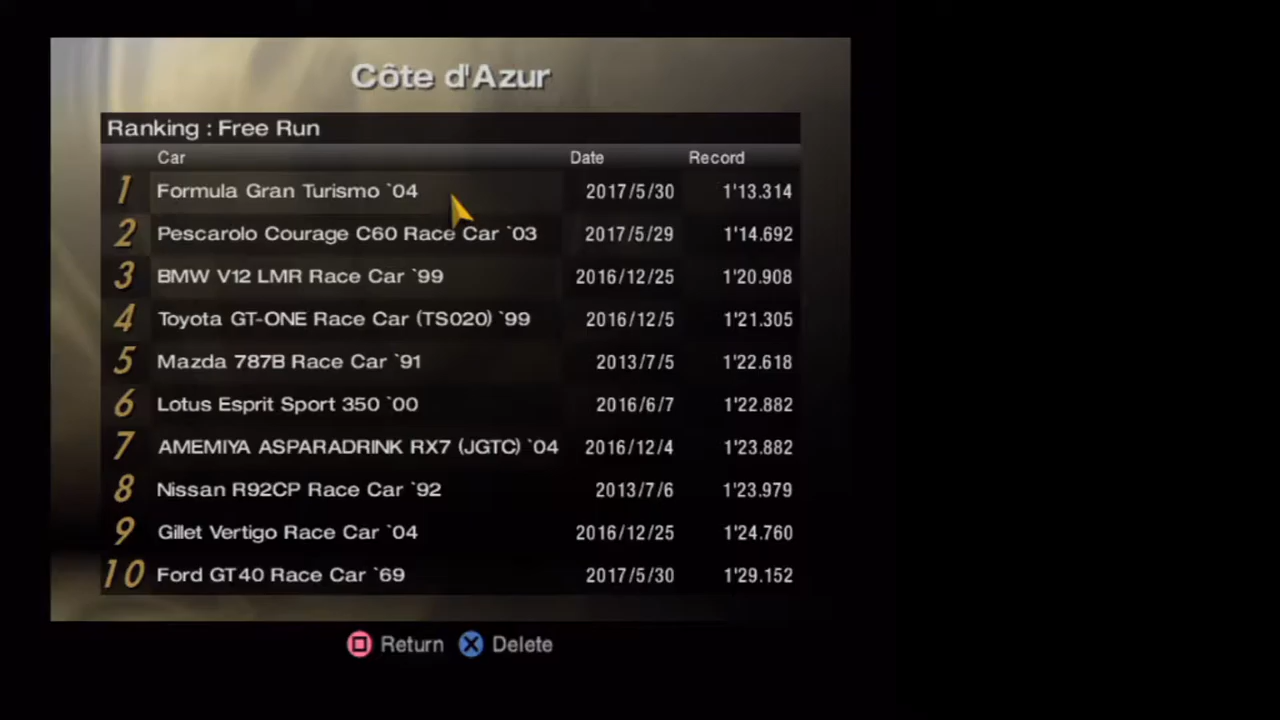 Côte d'Azur
Ranking : Free Run
Car Date Record
1 Formula Gran Turismo `04 2017/5/30 1'13.314
2 Pescarolo Courage C60 Race Car `03 2017/5/29 1'14.692
3 BMW V12 LMR Race Car `99 2016/12/25 1'20.908
4 Toyota GT-ONE Race Car (TS020) `99 2016/12/5 1'21.305
5 Mazda 787B Race Car `91 2013/7/5 1'22.618
6 Lotus Esprit Sport 350 `00 2016/6/7 1'22.882
7 AMEMIYA ASPARADRINK RX7 (JGTC) `04 2016/12/4 1'23.882
8 Nissan R92CP Race Car `92 2013/7/6 1'23.979
9 Gillet Vertigo Race Car `04 2016/12/25 1'24.760
10 Ford GT40 Race Car `69 2017/5/30 1'29.152
Return Delete